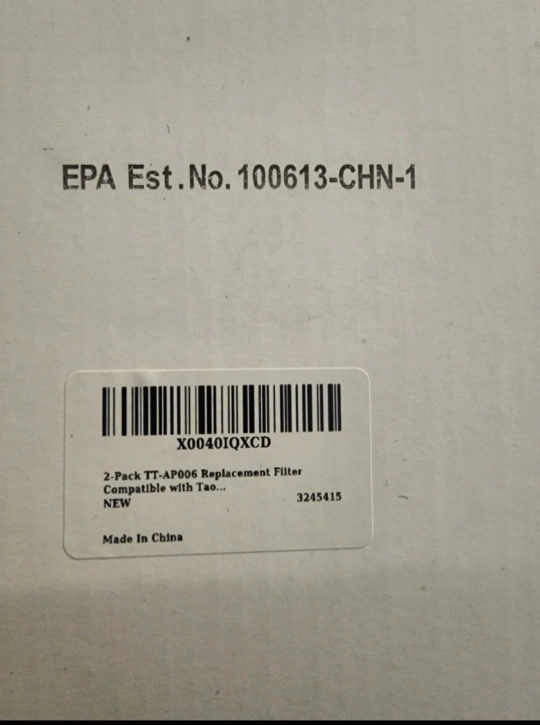 EPA Est.No.100613-CHN-1
X0040IQXCD
2-Pack TT-AP006 Replacement Filter
Compatible with Tao...
NEW 3245415
Made In China